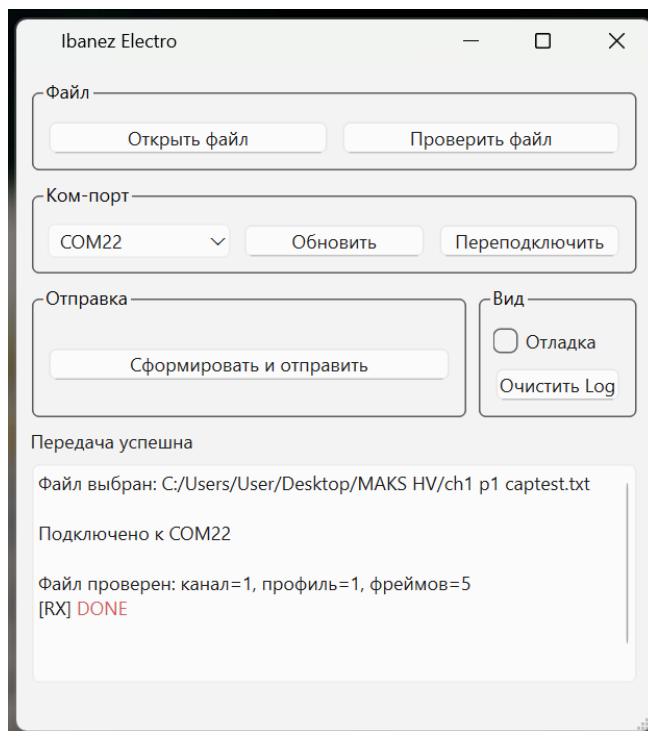 Ibanez Electro
Файл
Открыть файл
Проверить файл
Ком-порт
COM22
Обновить
Переподключить
Отправка
Сформировать и отправить
Вид
Отладка
Очистить Log
Передача успешна
Файл выбран: C:/Users/User/Desktop/MAKS HV/ch1 p1 captest.txt
Подключено к COM22
Файл проверен: канал=1, профиль=1, фреймов=5
[RX] DONE